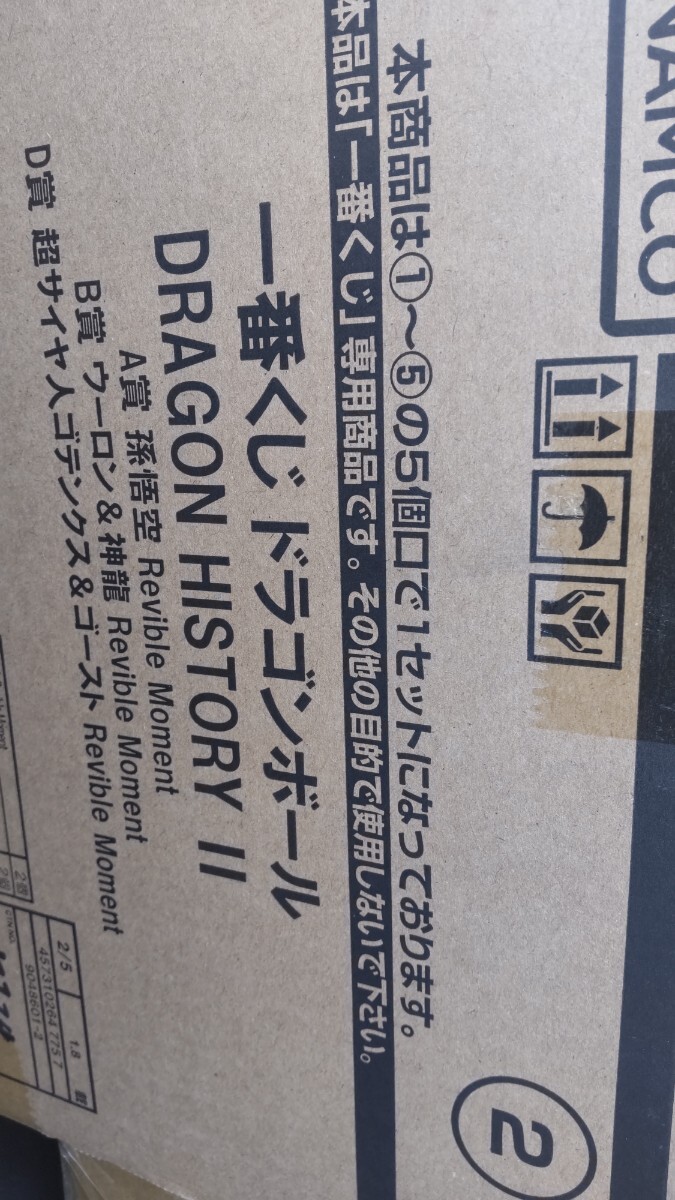 NAMCO
本商品は①～⑤の5個口で1セットになっております。
本品は「一番くじ」専用商品です。その他の目的で使用しないで下さい。
一番くじ ドラゴンボール
DRAGON HISTORY II
A賞 孫悟空 Revible Moment
B賞 ウーロン&神龍 Revible Moment
D賞 超サイヤ人ゴテンクス&ゴースト Revible Moment
2
2/5
1.8
4573102647757
9048601-2